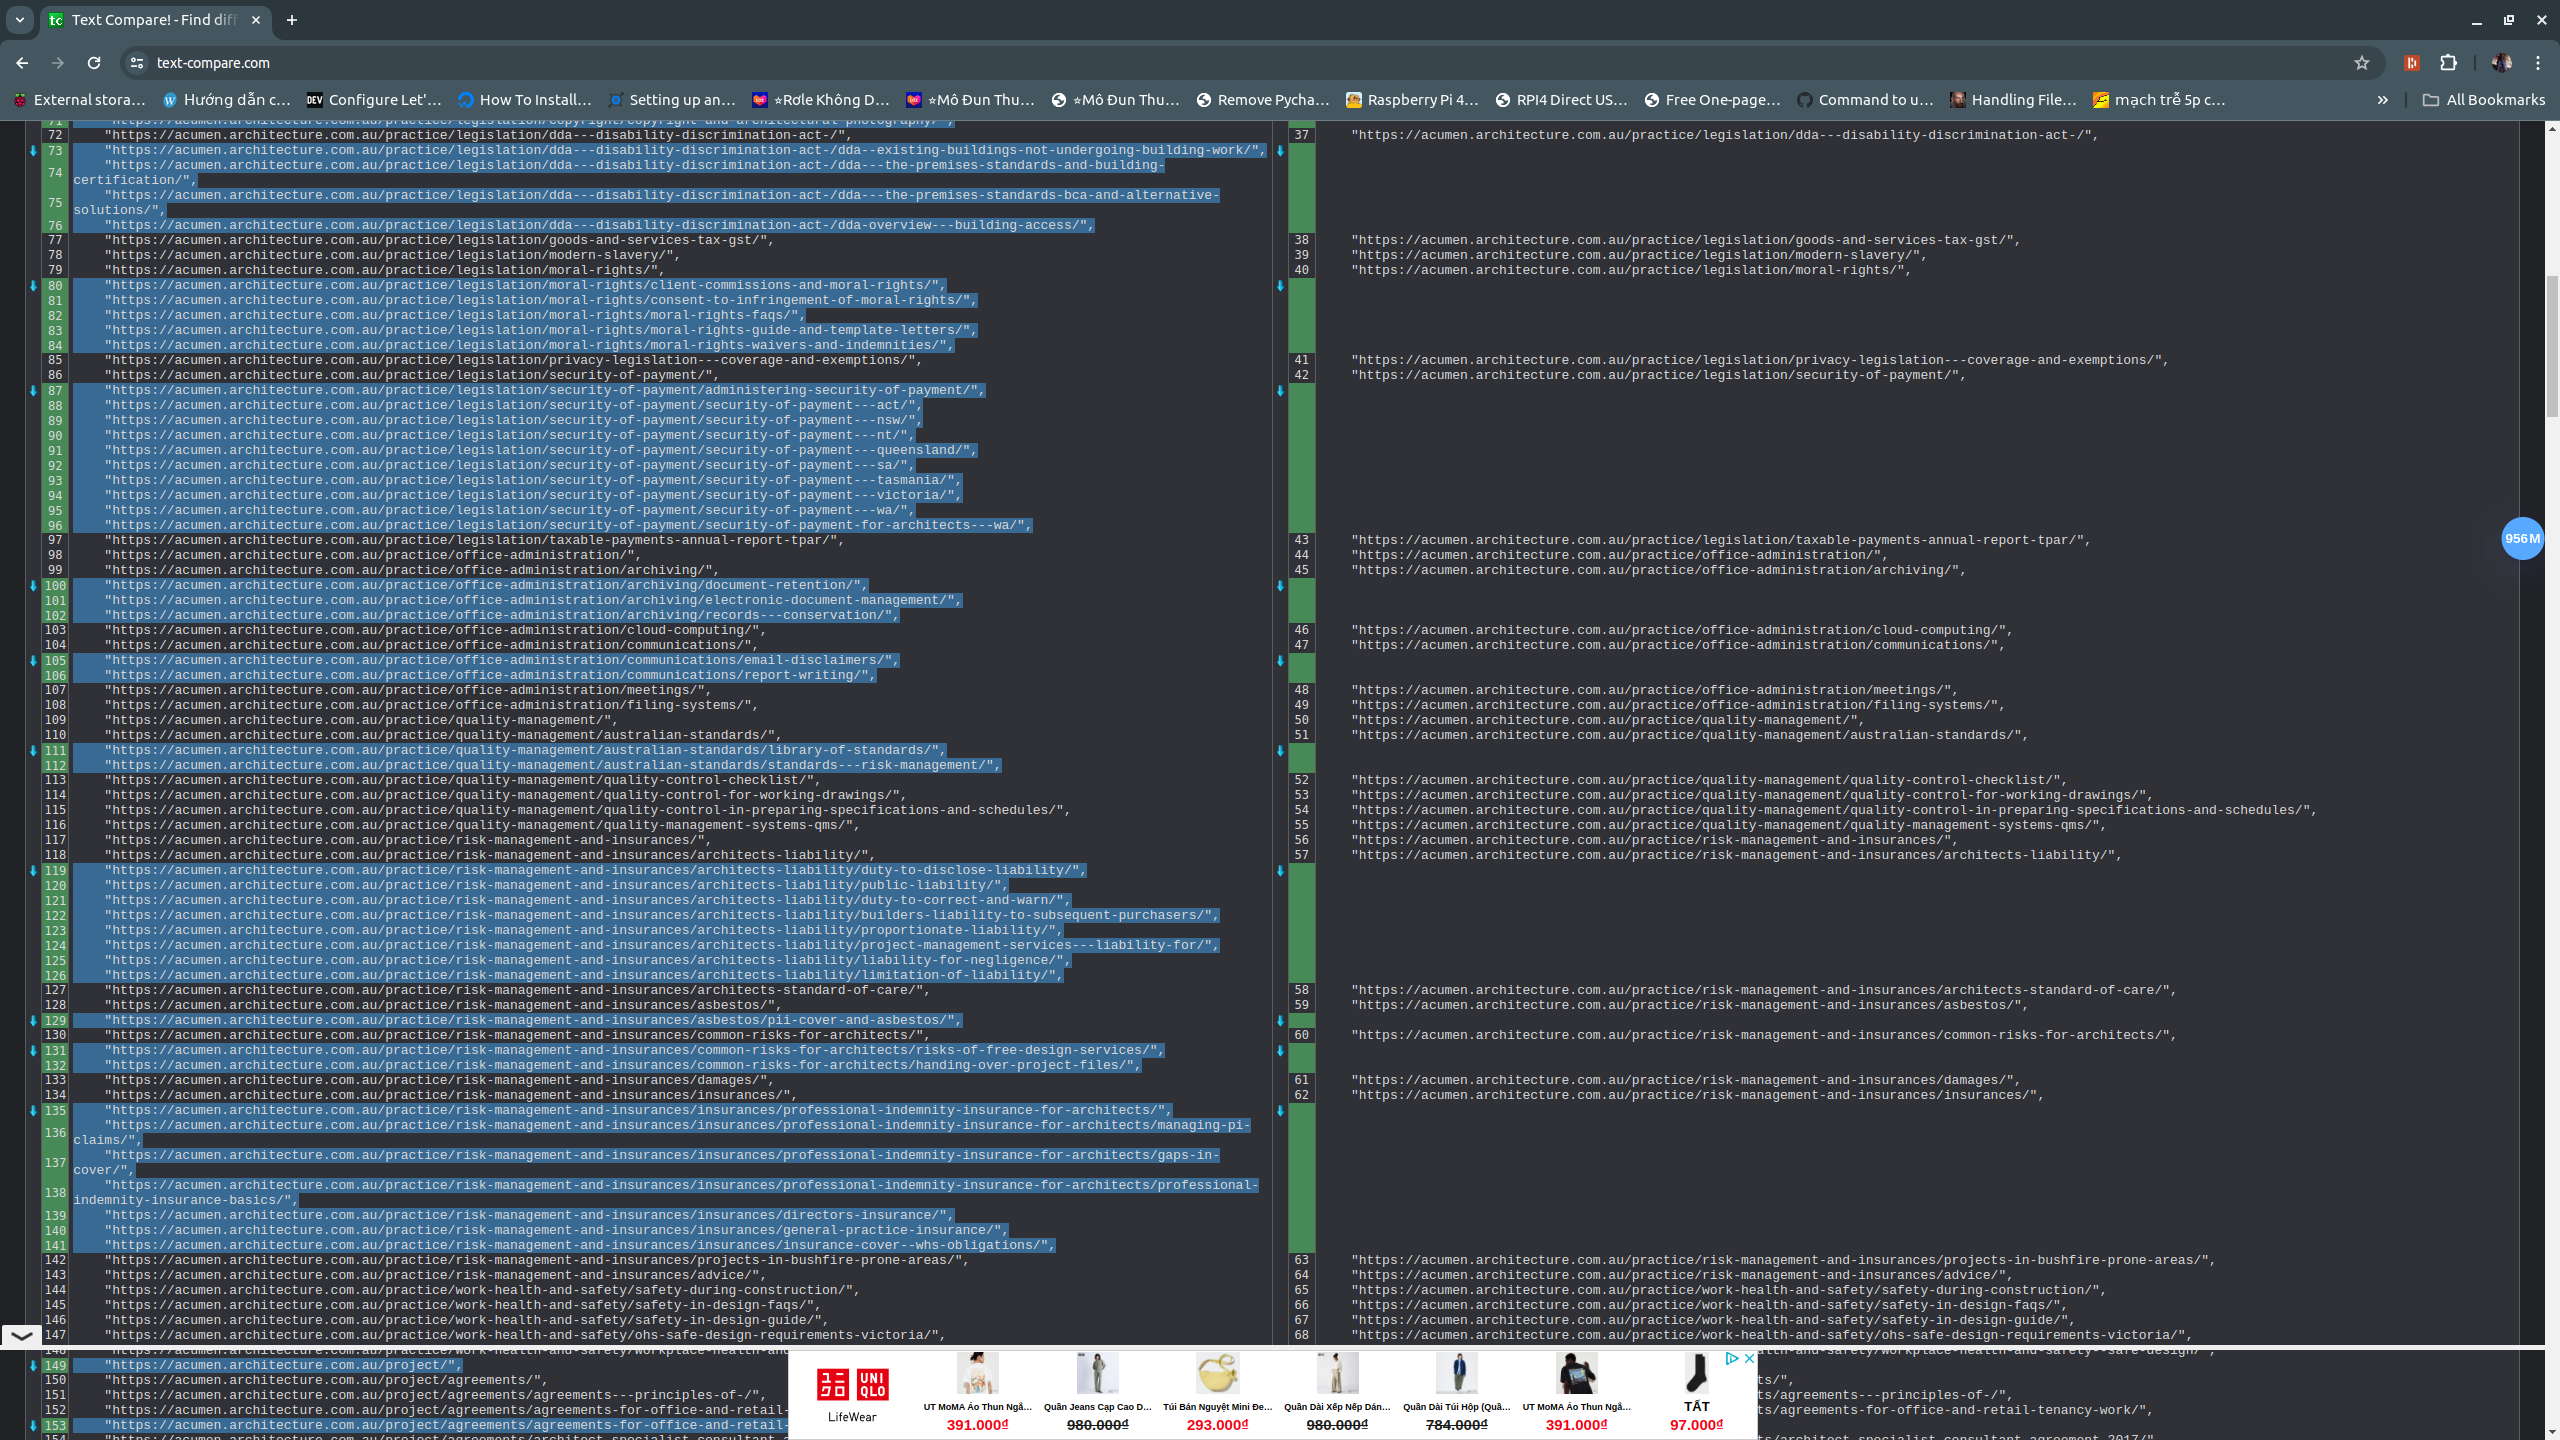 Text Compare! - Find diff
text-compare.com
External stora…
Hướng dẫn c…
Configure Let'…
How To Install…
Setting up an…
⭐Rơle Không D…
⭐Mô Đun Thu…
⭐Mô Đun Thu…
Remove Pycha…
Raspberry Pi 4…
RPI4 Direct US…
Free One-page…
Command to u…
Handling File…
mạch trễ 5p c…
All Bookmarks
71 "https://acumen.architecture.com.au/practice/legislation/copyright/copyright-and-architectural-photography/",
72 "https://acumen.architecture.com.au/practice/legislation/dda---disability-discrimination-act-/",
73 "https://acumen.architecture.com.au/practice/legislation/dda---disability-discrimination-act-/dda--existing-buildings-not-undergoing-building-work/",
74 "https://acumen.architecture.com.au/practice/legislation/dda---disability-discrimination-act-/dda---the-premises-standards-and-building-
certification/",
75 "https://acumen.architecture.com.au/practice/legislation/dda---disability-discrimination-act-/dda---the-premises-standards-bca-and-alternative-
solutions/",
76 "https://acumen.architecture.com.au/practice/legislation/dda---disability-discrimination-act-/dda-overview---building-access/",
77 "https://acumen.architecture.com.au/practice/legislation/goods-and-services-tax-gst/",
78 "https://acumen.architecture.com.au/practice/legislation/modern-slavery/",
79 "https://acumen.architecture.com.au/practice/legislation/moral-rights/",
80 "https://acumen.architecture.com.au/practice/legislation/moral-rights/client-commissions-and-moral-rights/",
81 "https://acumen.architecture.com.au/practice/legislation/moral-rights/consent-to-infringement-of-moral-rights/",
82 "https://acumen.architecture.com.au/practice/legislation/moral-rights/moral-rights-faqs/",
83 "https://acumen.architecture.com.au/practice/legislation/moral-rights/moral-rights-guide-and-template-letters/",
84 "https://acumen.architecture.com.au/practice/legislation/moral-rights/moral-rights-waivers-and-indemnities/",
85 "https://acumen.architecture.com.au/practice/legislation/privacy-legislation---coverage-and-exemptions/",
86 "https://acumen.architecture.com.au/practice/legislation/security-of-payment/",
87 "https://acumen.architecture.com.au/practice/legislation/security-of-payment/administering-security-of-payment/",
88 "https://acumen.architecture.com.au/practice/legislation/security-of-payment/security-of-payment---act/",
89 "https://acumen.architecture.com.au/practice/legislation/security-of-payment/security-of-payment---nsw/",
90 "https://acumen.architecture.com.au/practice/legislation/security-of-payment/security-of-payment---nt/",
91 "https://acumen.architecture.com.au/practice/legislation/security-of-payment/security-of-payment---queensland/",
92 "https://acumen.architecture.com.au/practice/legislation/security-of-payment/security-of-payment---sa/",
93 "https://acumen.architecture.com.au/practice/legislation/security-of-payment/security-of-payment---tasmania/",
94 "https://acumen.architecture.com.au/practice/legislation/security-of-payment/security-of-payment---victoria/",
95 "https://acumen.architecture.com.au/practice/legislation/security-of-payment/security-of-payment---wa/",
96 "https://acumen.architecture.com.au/practice/legislation/security-of-payment/security-of-payment-for-architects---wa/",
97 "https://acumen.architecture.com.au/practice/legislation/taxable-payments-annual-report-tpar/",
98 "https://acumen.architecture.com.au/practice/office-administration/",
99 "https://acumen.architecture.com.au/practice/office-administration/archiving/",
100 "https://acumen.architecture.com.au/practice/office-administration/archiving/document-retention/",
101 "https://acumen.architecture.com.au/practice/office-administration/archiving/electronic-document-management/",
102 "https://acumen.architecture.com.au/practice/office-administration/archiving/records---conservation/",
103 "https://acumen.architecture.com.au/practice/office-administration/cloud-computing/",
104 "https://acumen.architecture.com.au/practice/office-administration/communications/",
105 "https://acumen.architecture.com.au/practice/office-administration/communications/email-disclaimers/",
106 "https://acumen.architecture.com.au/practice/office-administration/communications/report-writing/",
107 "https://acumen.architecture.com.au/practice/office-administration/meetings/",
108 "https://acumen.architecture.com.au/practice/office-administration/filing-systems/",
109 "https://acumen.architecture.com.au/practice/quality-management/",
110 "https://acumen.architecture.com.au/practice/quality-management/australian-standards/",
111 "https://acumen.architecture.com.au/practice/quality-management/australian-standards/library-of-standards/",
112 "https://acumen.architecture.com.au/practice/quality-management/australian-standards/standards---risk-management/",
113 "https://acumen.architecture.com.au/practice/quality-management/quality-control-checklist/",
114 "https://acumen.architecture.com.au/practice/quality-management/quality-control-for-working-drawings/",
115 "https://acumen.architecture.com.au/practice/quality-management/quality-control-in-preparing-specifications-and-schedules/",
116 "https://acumen.architecture.com.au/practice/quality-management/quality-management-systems-qms/",
117 "https://acumen.architecture.com.au/practice/risk-management-and-insurances/",
118 "https://acumen.architecture.com.au/practice/risk-management-and-insurances/architects-liability/",
119 "https://acumen.architecture.com.au/practice/risk-management-and-insurances/architects-liability/duty-to-disclose-liability/",
120 "https://acumen.architecture.com.au/practice/risk-management-and-insurances/architects-liability/public-liability/",
121 "https://acumen.architecture.com.au/practice/risk-management-and-insurances/architects-liability/duty-to-correct-and-warn/",
122 "https://acumen.architecture.com.au/practice/risk-management-and-insurances/architects-liability/builders-liability-to-subsequent-purchasers/",
123 "https://acumen.architecture.com.au/practice/risk-management-and-insurances/architects-liability/proportionate-liability/",
124 "https://acumen.architecture.com.au/practice/risk-management-and-insurances/architects-liability/project-management-services---liability-for/",
125 "https://acumen.architecture.com.au/practice/risk-management-and-insurances/architects-liability/liability-for-negligence/",
126 "https://acumen.architecture.com.au/practice/risk-management-and-insurances/architects-liability/limitation-of-liability/",
127 "https://acumen.architecture.com.au/practice/risk-management-and-insurances/architects-standard-of-care/",
128 "https://acumen.architecture.com.au/practice/risk-management-and-insurances/asbestos/",
129 "https://acumen.architecture.com.au/practice/risk-management-and-insurances/asbestos/pii-cover-and-asbestos/",
130 "https://acumen.architecture.com.au/practice/risk-management-and-insurances/common-risks-for-architects/",
131 "https://acumen.architecture.com.au/practice/risk-management-and-insurances/common-risks-for-architects/risks-of-free-design-services/",
132 "https://acumen.architecture.com.au/practice/risk-management-and-insurances/common-risks-for-architects/handing-over-project-files/",
133 "https://acumen.architecture.com.au/practice/risk-management-and-insurances/damages/",
134 "https://acumen.architecture.com.au/practice/risk-management-and-insurances/insurances/",
135 "https://acumen.architecture.com.au/practice/risk-management-and-insurances/insurances/professional-indemnity-insurance-for-architects/",
136 "https://acumen.architecture.com.au/practice/risk-management-and-insurances/insurances/professional-indemnity-insurance-for-architects/managing-pi-
claims/",
137 "https://acumen.architecture.com.au/practice/risk-management-and-insurances/insurances/professional-indemnity-insurance-for-architects/gaps-in-
cover/",
138 "https://acumen.architecture.com.au/practice/risk-management-and-insurances/insurances/professional-indemnity-insurance-for-architects/professional-
indemnity-insurance-basics/",
139 "https://acumen.architecture.com.au/practice/risk-management-and-insurances/insurances/directors-insurance/",
140 "https://acumen.architecture.com.au/practice/risk-management-and-insurances/insurances/general-practice-insurance/",
141 "https://acumen.architecture.com.au/practice/risk-management-and-insurances/insurances/insurance-cover--whs-obligations/",
142 "https://acumen.architecture.com.au/practice/risk-management-and-insurances/projects-in-bushfire-prone-areas/",
143 "https://acumen.architecture.com.au/practice/risk-management-and-insurances/advice/",
144 "https://acumen.architecture.com.au/practice/work-health-and-safety/safety-during-construction/",
145 "https://acumen.architecture.com.au/practice/work-health-and-safety/safety-in-design-faqs/",
146 "https://acumen.architecture.com.au/practice/work-health-and-safety/safety-in-design-guide/",
147 "https://acumen.architecture.com.au/practice/work-health-and-safety/ohs-safe-design-requirements-victoria/",
148 "https://acumen.architecture.com.au/practice/work-health-and-safety/workplace-health-and
149 "https://acumen.architecture.com.au/project/",
150 "https://acumen.architecture.com.au/project/agreements/",
151 "https://acumen.architecture.com.au/project/agreements/agreements---principles-of-/",
152 "https://acumen.architecture.com.au/project/agreements/agreements-for-office-and-retail-
153 "https://acumen.architecture.com.au/project/agreements/agreements-for-office-and-retail-
154 "https://acumen.architecture.com.au/project/agreements/architect-specialist-consultant-a
37 "https://acumen.architecture.com.au/practice/legislation/dda---disability-discrimination-act-/",
38 "https://acumen.architecture.com.au/practice/legislation/goods-and-services-tax-gst/",
39 "https://acumen.architecture.com.au/practice/legislation/modern-slavery/",
40 "https://acumen.architecture.com.au/practice/legislation/moral-rights/",
41 "https://acumen.architecture.com.au/practice/legislation/privacy-legislation---coverage-and-exemptions/",
42 "https://acumen.architecture.com.au/practice/legislation/security-of-payment/",
43 "https://acumen.architecture.com.au/practice/legislation/taxable-payments-annual-report-tpar/",
44 "https://acumen.architecture.com.au/practice/office-administration/",
45 "https://acumen.architecture.com.au/practice/office-administration/archiving/",
46 "https://acumen.architecture.com.au/practice/office-administration/cloud-computing/",
47 "https://acumen.architecture.com.au/practice/office-administration/communications/",
48 "https://acumen.architecture.com.au/practice/office-administration/meetings/",
49 "https://acumen.architecture.com.au/practice/office-administration/filing-systems/",
50 "https://acumen.architecture.com.au/practice/quality-management/",
51 "https://acumen.architecture.com.au/practice/quality-management/australian-standards/",
52 "https://acumen.architecture.com.au/practice/quality-management/quality-control-checklist/",
53 "https://acumen.architecture.com.au/practice/quality-management/quality-control-for-working-drawings/",
54 "https://acumen.architecture.com.au/practice/quality-management/quality-control-in-preparing-specifications-and-schedules/",
55 "https://acumen.architecture.com.au/practice/quality-management/quality-management-systems-qms/",
56 "https://acumen.architecture.com.au/practice/risk-management-and-insurances/",
57 "https://acumen.architecture.com.au/practice/risk-management-and-insurances/architects-liability/",
58 "https://acumen.architecture.com.au/practice/risk-management-and-insurances/architects-standard-of-care/",
59 "https://acumen.architecture.com.au/practice/risk-management-and-insurances/asbestos/",
60 "https://acumen.architecture.com.au/practice/risk-management-and-insurances/common-risks-for-architects/",
61 "https://acumen.architecture.com.au/practice/risk-management-and-insurances/damages/",
62 "https://acumen.architecture.com.au/practice/risk-management-and-insurances/insurances/",
63 "https://acumen.architecture.com.au/practice/risk-management-and-insurances/projects-in-bushfire-prone-areas/",
64 "https://acumen.architecture.com.au/practice/risk-management-and-insurances/advice/",
65 "https://acumen.architecture.com.au/practice/work-health-and-safety/safety-during-construction/",
66 "https://acumen.architecture.com.au/practice/work-health-and-safety/safety-in-design-faqs/",
67 "https://acumen.architecture.com.au/practice/work-health-and-safety/safety-in-design-guide/",
68 "https://acumen.architecture.com.au/practice/work-health-and-safety/ohs-safe-design-requirements-victoria/",
lth-and-safety/workplace-health-and-safety--safe-design/",
ts/",
ts/agreements---principles-of-/",
ts/agreements-for-office-and-retail-tenancy-work/",
ts/architect-specialist-consultant-agreement-2017/"
956M
UNI QLO
LifeWear
UT MoMA Áo Thun Ngắ…
391.000₫
Quần Jeans Cạp Cao D…
980.000₫
Túi Bán Nguyệt Mini Đe…
293.000₫
Quần Dài Xếp Nếp Dán…
980.000₫
Quần Dài Túi Hộp (Quầ…
784.000₫
UT MoMA Áo Thun Ngắ…
391.000₫
TẤT
97.000₫